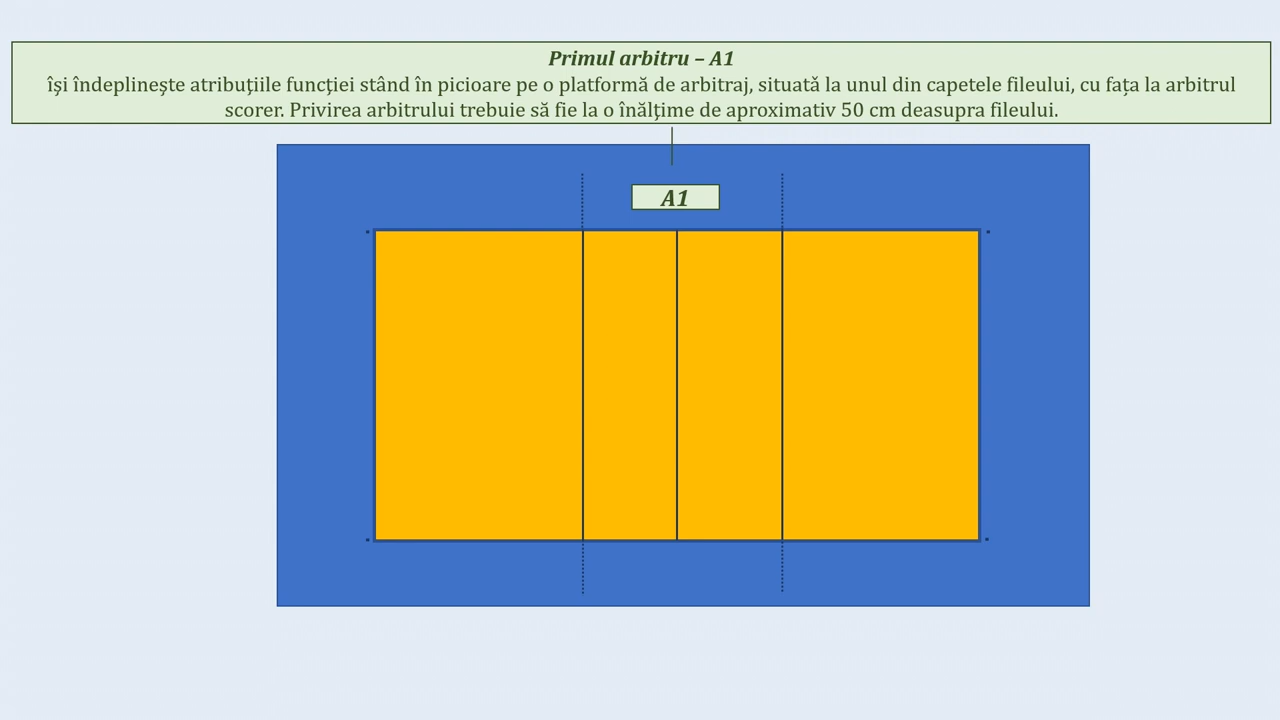 Primul arbitru – A1
își îndeplinește atribuțiile funcției stând în picioare pe o platformă de arbitraj, situată la unul din capetele fileului, cu fața la arbitrul
scorer. Privirea arbitrului trebuie să fie la o înălțime de aproximativ 50 cm deasupra fileului.
A1